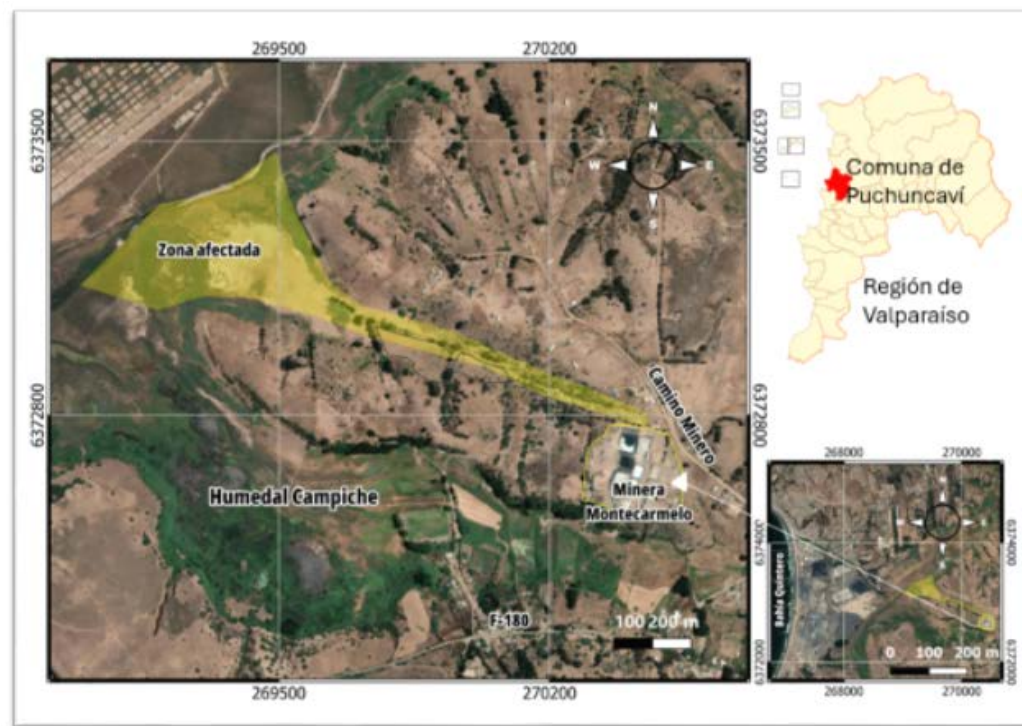 269500
270200
6373500
6373500
N
W
E
S
Zona afectada
Comuna de
Puchuncaví
Región de
Valparaíso
6372800
6372800
Camino Minero
Humedal Campiche
Minera
Montecarmelo
F-180
100 200 m
269500
270200
268000
270000
6374000
6374000
Bahía Quintero
0 100 200 m
6372000
6372000
268000
270000